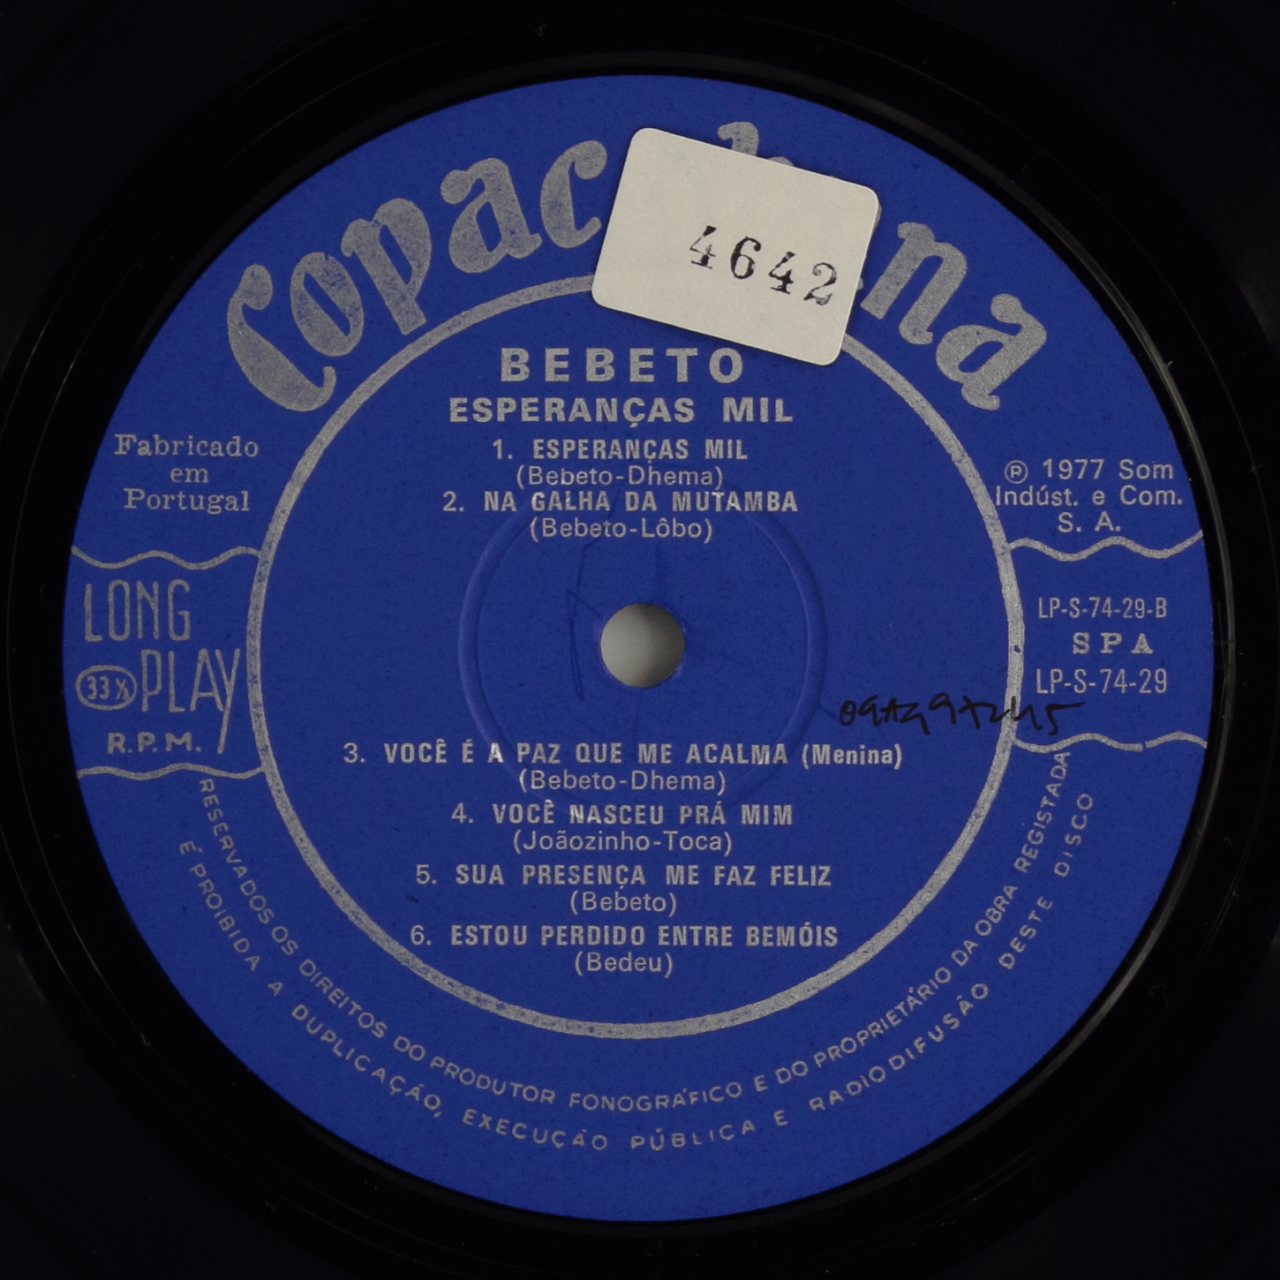 4642
BEBETO
ESPERANÇAS MIL
1. ESPERANÇAS MIL
(Bebeto-Dhema)
2. NA GALHA DA MUTAMBA
(Bebeto-Lôbo)
Fabricado
em
Portugal
℗ 1977 Som
Indúst. e Com.
S. A.
LONG
PLAY
33 ⅓
R.P.M.
LP-S-74-29-B
SPA
LP-S-74-29
3. VOCÊ É A PAZ QUE ME ACALMA (Menina)
(Bebeto-Dhema)
4. VOCÊ NASCEU PRÁ MIM
(Joãozinho-Toca)
5. SUA PRESENÇA ME FAZ FELIZ
(Bebeto)
6. ESTOU PERDIDO ENTRE BEMÓIS
(Bedeu)
RESERVADOS OS DIREITOS DO PRODUTOR FONOGRÁFICO E DO PROPRIETÁRIO DA OBRA REGISTADA
É PROIBIDA A DUPLICAÇÃO, EXECUÇÃO PÚBLICA E RADIODIFUSÃO DESTE DISCO